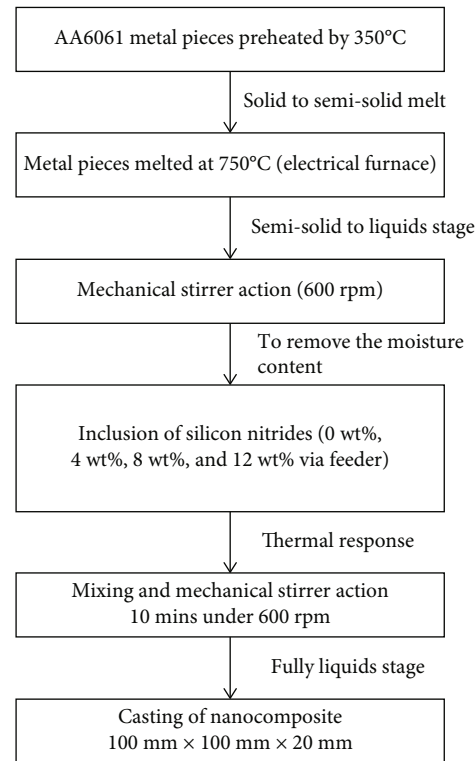 AA6061 metal pieces preheated by 350°C
Solid to semi-solid melt
Metal pieces melted at 750°C (electrical furnace)
Semi-solid to liquids stage
Mechanical stirrer action (600 rpm)
To remove the moisture
content
Inclusion of silicon nitrides (0 wt%,
4 wt%, 8 wt%, and 12 wt% via feeder)
Thermal response
Mixing and mechanical stirrer action
10 mins under 600 rpm
Fully liquids stage
Casting of nanocomposite
100 mm × 100 mm × 20 mm